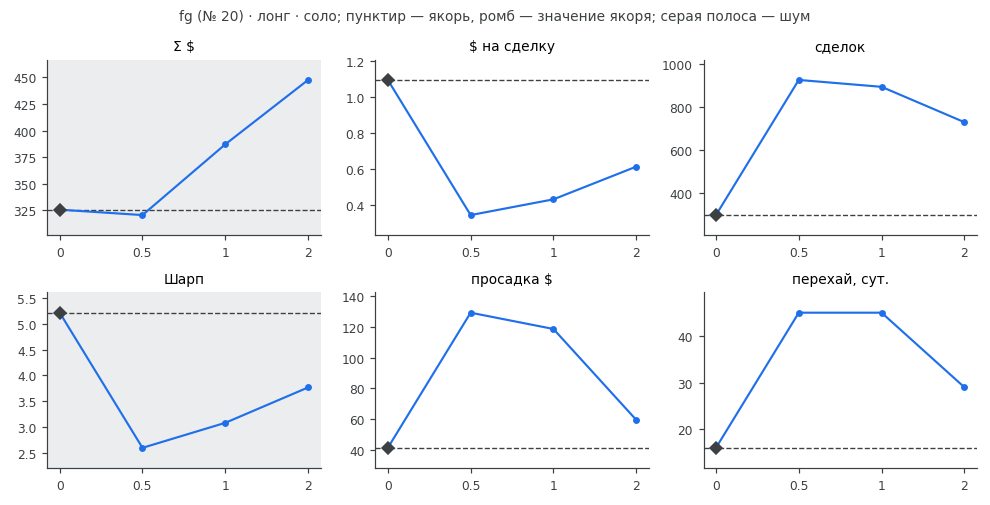 fg (№ 20) · лонг · соло; пунктир — якорь, ромб — значение якоря; серая полоса — шум
Σ $
450
425
400
375
350
325
0 0.5 1 2
$ на сделку
1.2
1.0
0.8
0.6
0.4
0 0.5 1 2
сделок
1000
800
600
400
0 0.5 1 2
Шарп
5.5
5.0
4.5
4.0
3.5
3.0
2.5
0 0.5 1 2
просадка $
140
120
100
80
60
40
0 0.5 1 2
перехай, сут.
40
30
20
0 0.5 1 2